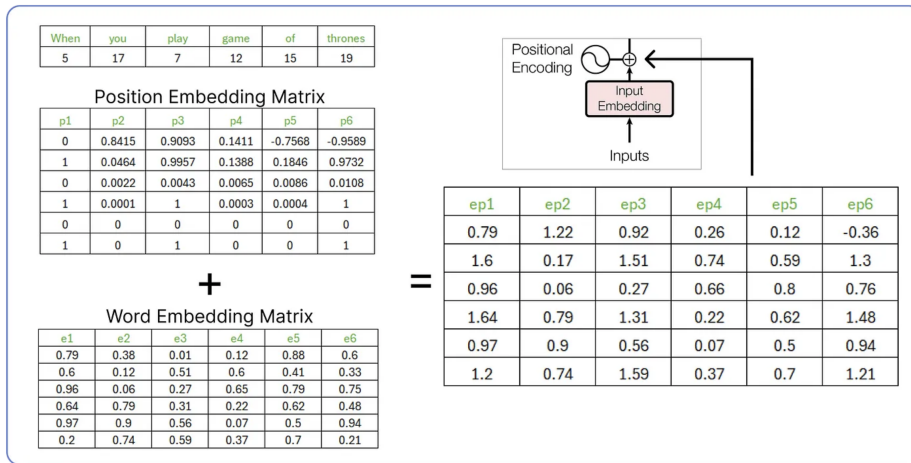 When you play game of thrones
5 17 7 12 15 19
Position Embedding Matrix
p1 p2 p3 p4 p5 p6
0 0.8415 0.9093 0.1411 -0.7568 -0.9589
1 0.0464 0.9957 0.1388 0.1846 0.9732
0 0.0022 0.0043 0.0065 0.0086 0.0108
1 0.0001 1 0.0003 0.0004 1
0 0 0 0 0 0
1 0 1 0 0 1
+
Word Embedding Matrix
e1 e2 e3 e4 e5 e6
0.79 0.38 0.01 0.12 0.88 0.6
0.6 0.12 0.51 0.6 0.41 0.33
0.96 0.06 0.27 0.65 0.79 0.75
0.64 0.79 0.31 0.22 0.62 0.48
0.97 0.9 0.56 0.07 0.5 0.94
0.2 0.74 0.59 0.37 0.7 0.21
=
Positional
Encoding
Input
Embedding
Inputs
ep1 ep2 ep3 ep4 ep5 ep6
0.79 1.22 0.92 0.26 0.12 -0.36
1.6 0.17 1.51 0.74 0.59 1.3
0.96 0.06 0.27 0.66 0.8 0.76
1.64 0.79 1.31 0.22 0.62 1.48
0.97 0.9 0.56 0.07 0.5 0.94
1.2 0.74 1.59 0.37 0.7 1.21